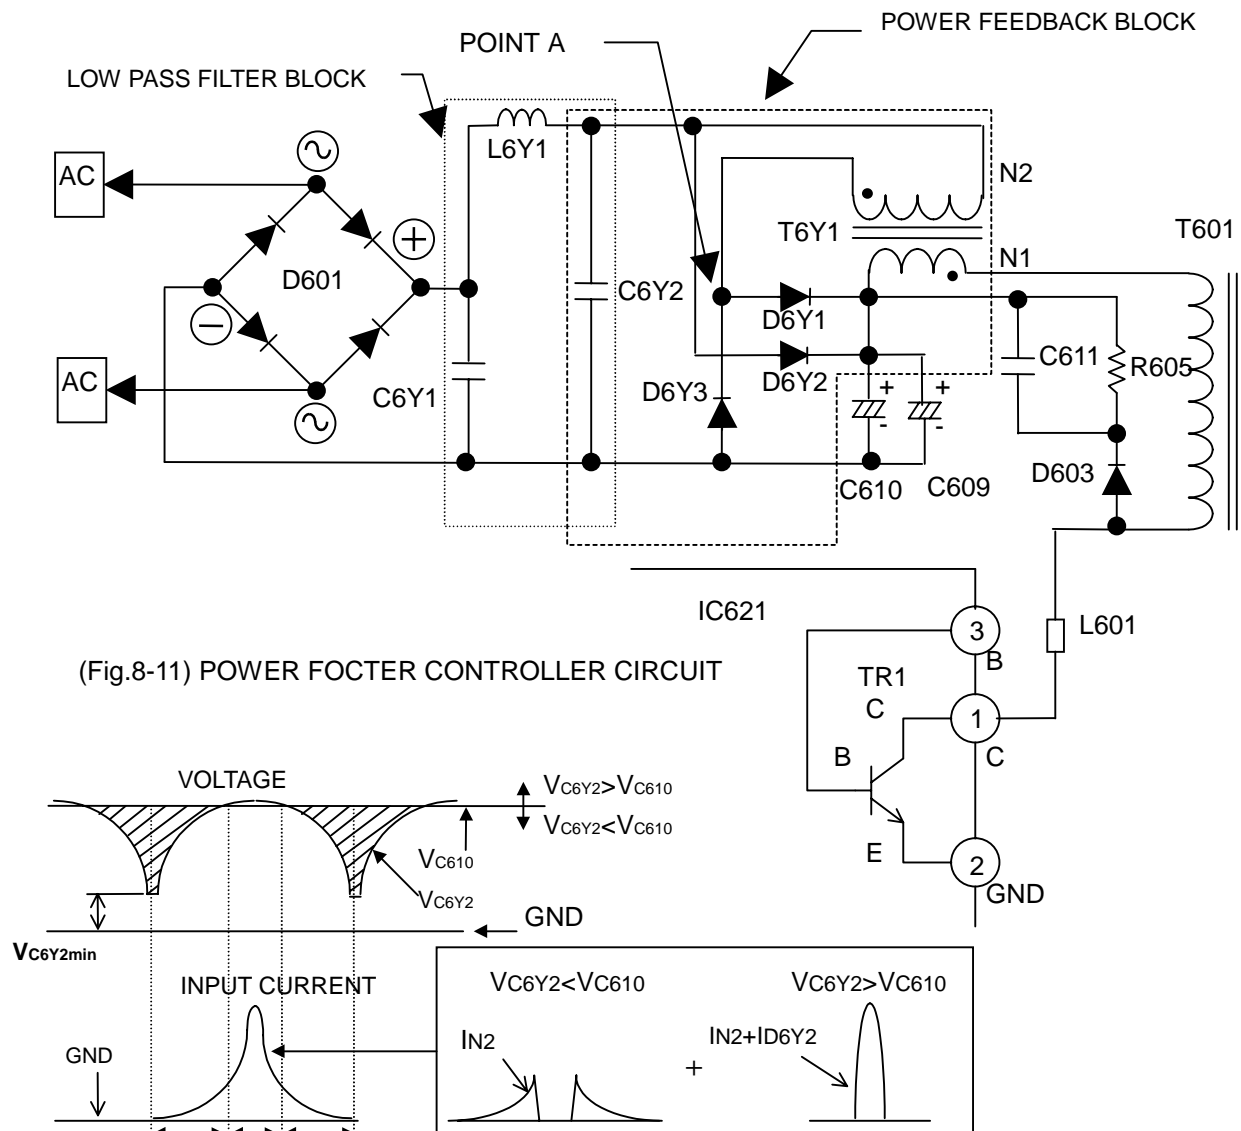 POWER FEEDBACK BLOCK
POINT A
LOW PASS FILTER BLOCK
L6Y1
AC
N2
T6Y1
T601
N1
D601
C6Y2
D6Y1
C611
R605
AC
C6Y1
D6Y3
D6Y2
+
+
-
-
C610
C609
D603
IC621
3
B
L601
(Fig.8-11) POWER FOCTER CONTROLLER CIRCUIT
TR1
C
1
C
B
VOLTAGE
VC6Y2>VC610
VC6Y2<VC610
E
2
VC610
GND
VC6Y2
GND
VC6Y2min
INPUT CURRENT
VC6Y2<VC610
VC6Y2>VC610
GND
IN2
IN2+ID6Y2
+